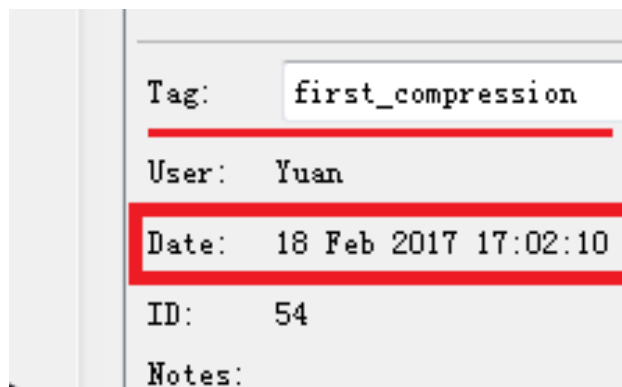 Tag: first_compression
User: Yuan
Date: 18 Feb 2017 17:02:10
ID: 54
Notes: